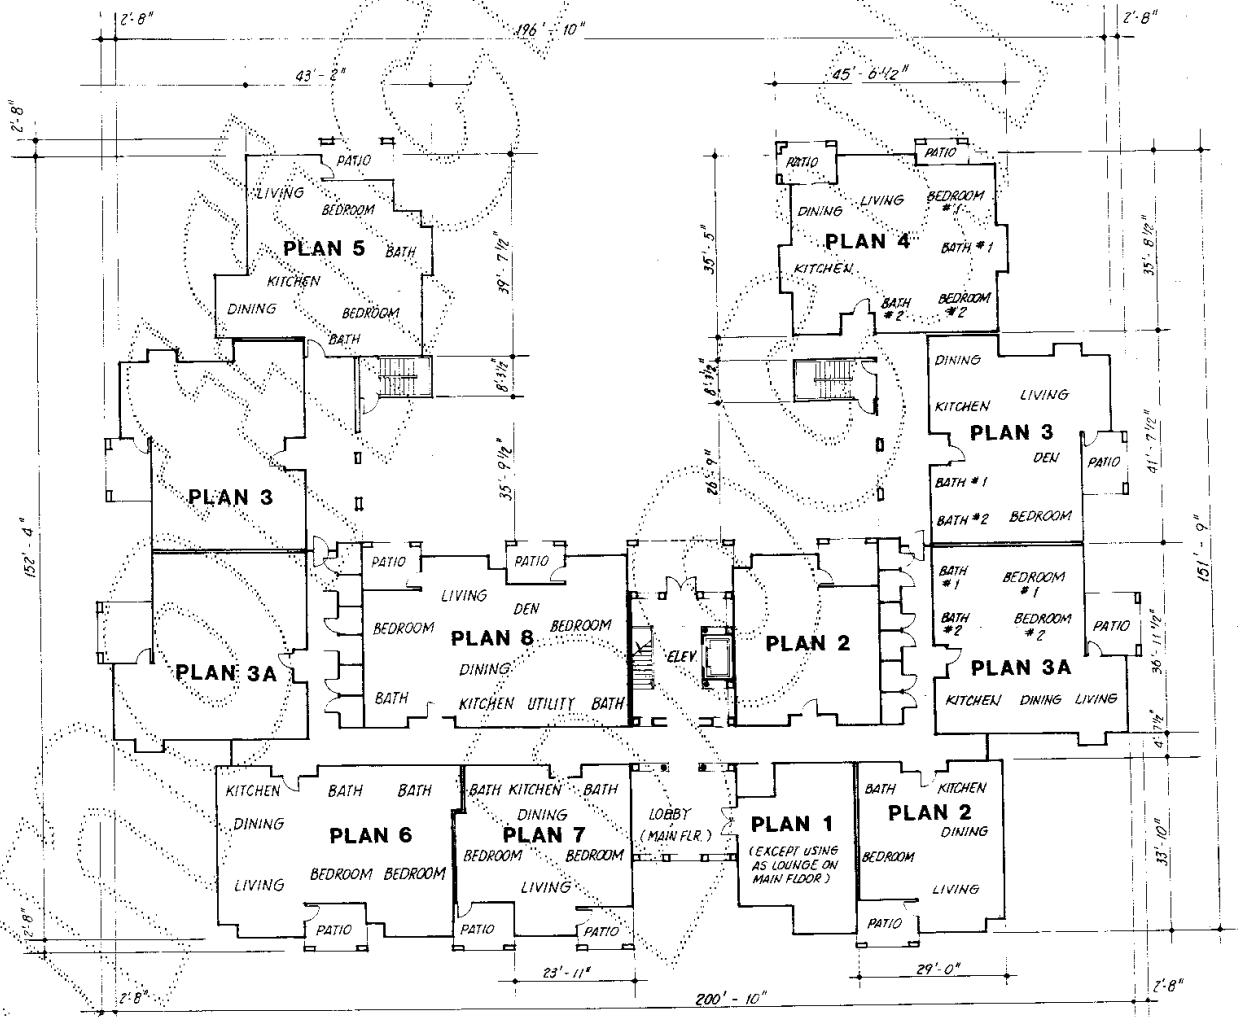 2'-8"
196' - 10"
2'-8"
43' - 2"
45' - 6 1/2"
2'-8"
PATIO
LIVING
BEDROOM
PLAN 5
BATH
KITCHEN
DINING
BEDROOM
BATH
39' - 7 1/2"
8'-3 1/2"
35' - 9 1/2"
PATIO
PATIO
LIVING
BEDROOM
#1
DINING
PLAN 4
BATH #1
KITCHEN
BATH
#2
BEDROOM
#2
35' - 5"
8'-3 1/2"
26' - 9"
35' - 8 1/2"
DINING
LIVING
KITCHEN
PLAN 3
DEN
PATIO
BATH #1
BATH #2
BEDROOM
41' - 7 1/2"
PLAN 3
152' - 4"
151' - 9"
PATIO
PATIO
LIVING
DEN
BEDROOM
BEDROOM
PLAN 8
DINING
BATH
KITCHEN
UTILITY
BATH
ELEV.
PLAN 2
BATH
#1
BEDROOM
#1
BATH
#2
BEDROOM
#2
PATIO
PLAN 3A
KITCHEN
DINING
LIVING
36' - 11 1/2"
4'-7 1/2"
PLAN 3A
KITCHEN
BATH
BATH
DINING
PLAN 6
BEDROOM
BEDROOM
LIVING
PATIO
BATH
KITCHEN
BATH
DINING
PLAN 7
BEDROOM
BEDROOM
LIVING
PATIO
PATIO
LOBBY
(MAIN FLR.)
PLAN 1
(EXCEPT USING
AS LOUNGE ON
MAIN FLOOR)
BATH
KITCHEN
PLAN 2
DINING
BEDROOM
LIVING
PATIO
33'-10"
2'-8"
23'-11"
29'-0"
2'-8"
200' - 10"
2'-8"